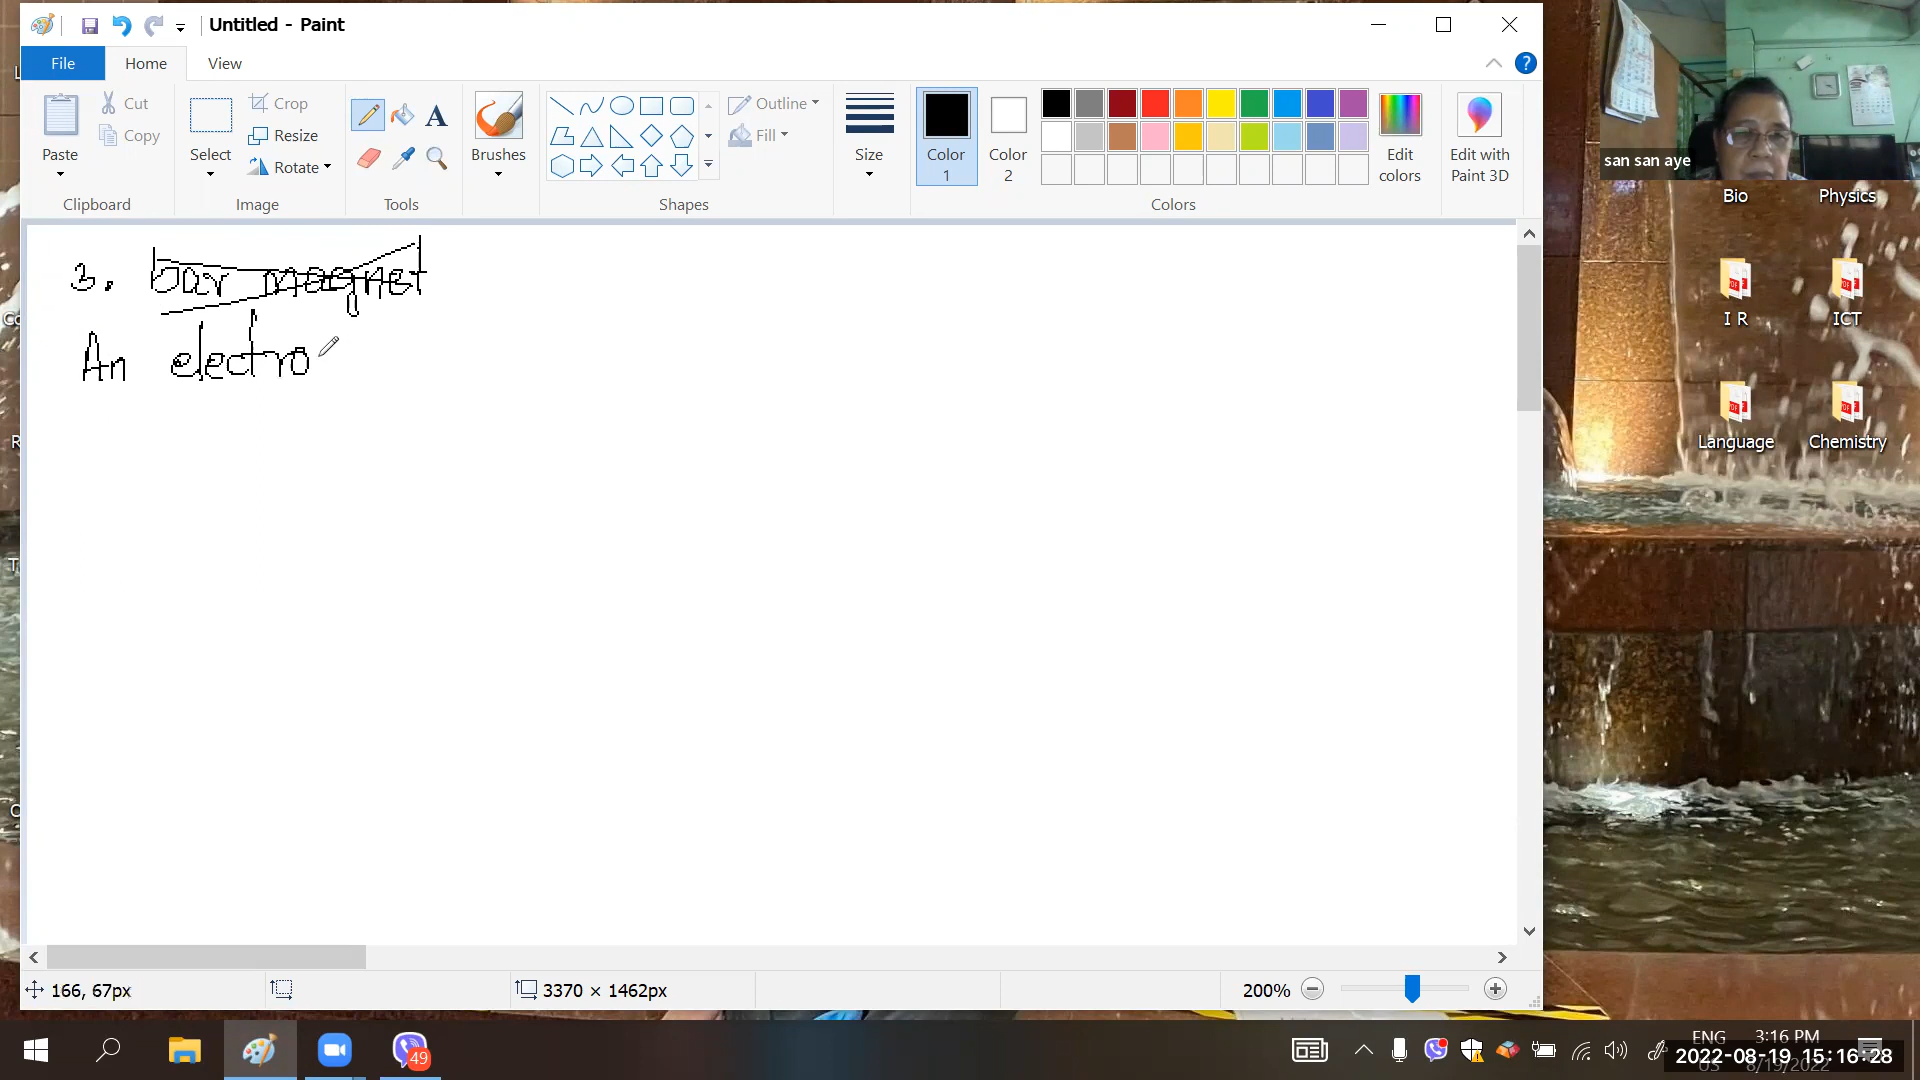 Untitled - Paint
File
Home
View
Paste
Cut
Copy
Clipboard
Select
Crop
Resize
Rotate
Image
Tools
Brushes
Shapes
Outline
Fill
Size
Color
1
Color
2
Edit
colors
Edit with
Paint 3D
Colors
san san aye
Bio
Physics
I R
ICT
Language
Chemistry
3. bar magnet
An electro
166, 67px
3370 × 1462px
200%
49
ENG
3:16 PM
8/19/2022
2022-08-19 15:16:28